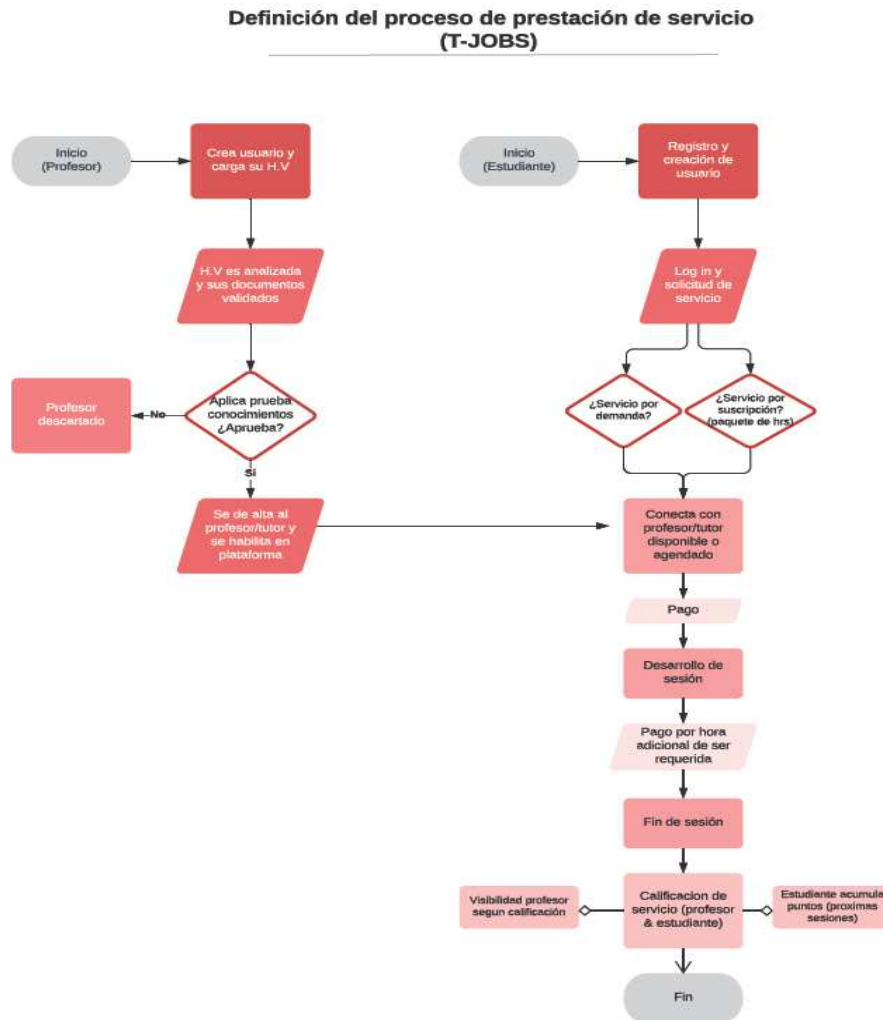 Definición del proceso de prestación de servicio
(T-JOBS)
Inicio
(Profesor)
Crea usuario y
carga su H.V
Inicio
(Estudiante)
Registro y
creación de
usuario
H.V es analizada
y sus documentos
validados
Log in y
solicitud de
servicio
Profesor
descartado
No
Aplica prueba
conocimientos
¿Aprueba?
¿Servicio por
demanda?
¿Servicio por
suscripción?
(paquete de hrs)
Si
Se de alta al
profesor/tutor y
se habilita en
plataforma
Conecta con
profesor/tutor
disponible o
agendado
Pago
Desarrollo de
sesión
Pago por hora
adicional de ser
requerida
Fin de sesión
Visibilidad profesor
segun calificación
Calificacion de
servicio (profesor
& estudiante)
Estudiante acumula
puntos (proximas
sesiones)
Fin